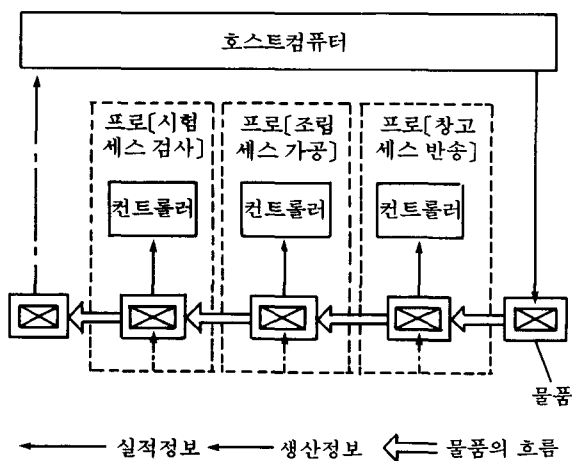 호스트컴퓨터
프로[시험
세스 검사]
프로[조립
세스 가공]
프로[창고
세스 반송]
컨트롤러
컨트롤러
컨트롤러
물품
실적정보
생산정보
물품의 흐름